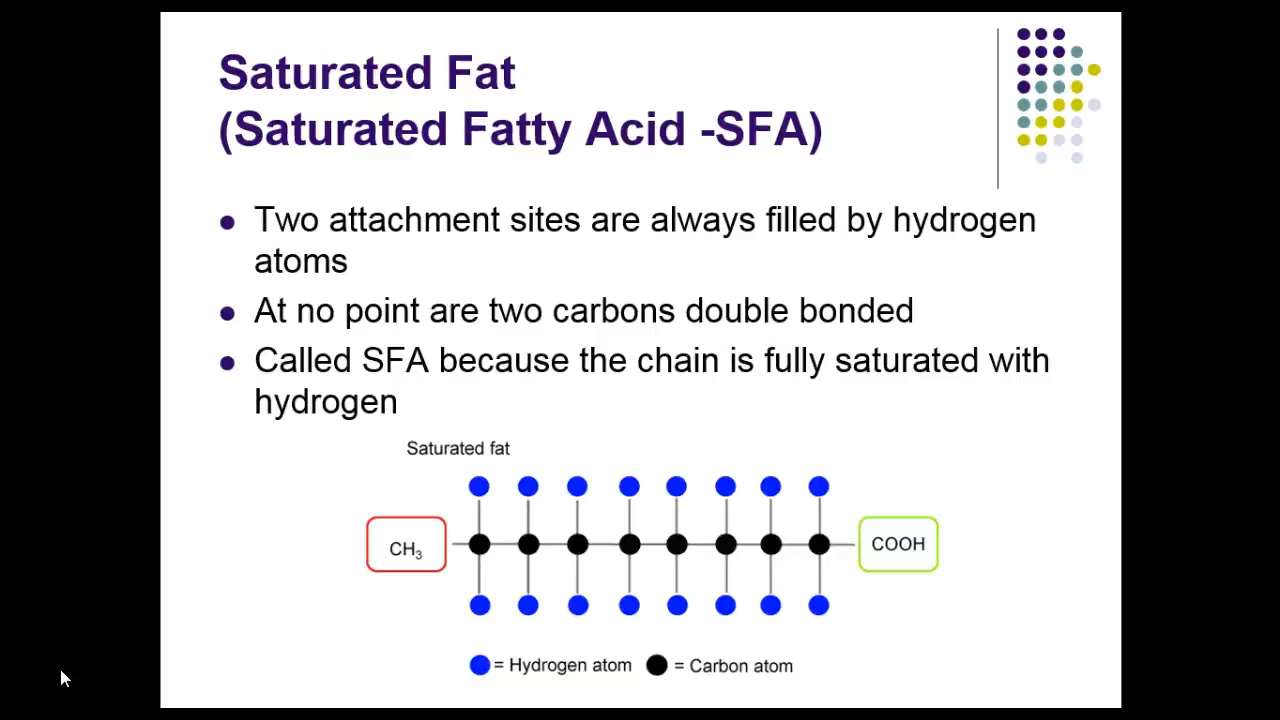 Saturated Fat
(Saturated Fatty Acid -SFA)
Two attachment sites are always filled by hydrogen
atoms
At no point are two carbons double bonded
Called SFA because the chain is fully saturated with
hydrogen
Saturated fat
CH₃
COOH
= Hydrogen atom = Carbon atom